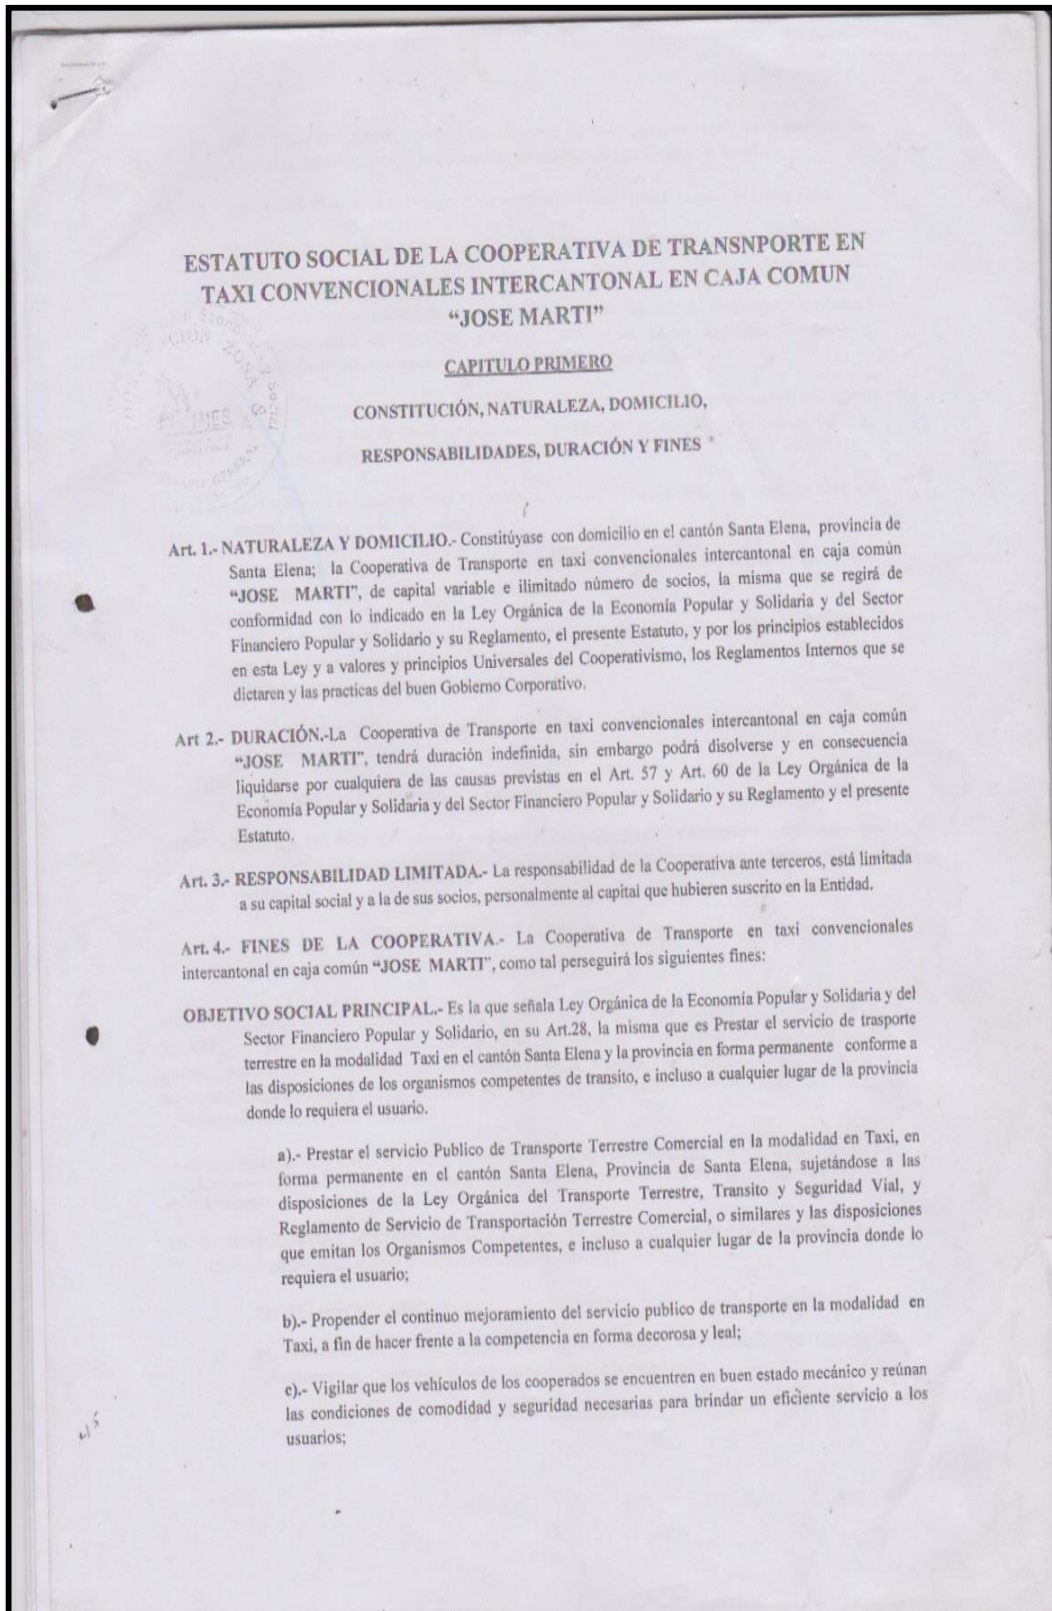 ESTATUTO SOCIAL DE LA COOPERATIVA DE TRANSNPORTE EN
TAXI CONVENCIONALES INTERCANTONAL EN CAJA COMUN
“JOSE MARTI”
CAPITULO PRIMERO
CONSTITUCIÓN, NATURALEZA, DOMICILIO,
RESPONSABILIDADES, DURACIÓN Y FINES
ZONA
MIES
Art. 1.- NATURALEZA Y DOMICILIO.- Constitúyase con domicilio en el cantón Santa Elena, provincia de
Santa Elena; la Cooperativa de Transporte en taxi convencionales intercantonal en caja común
“JOSE MARTI”, de capital variable e ilimitado número de socios, la misma que se regirá de
conformidad con lo indicado en la Ley Orgánica de la Economía Popular y Solidaria y del Sector
Financiero Popular y Solidario y su Reglamento, el presente Estatuto, y por los principios establecidos
en esta Ley y a valores y principios Universales del Cooperativismo, los Reglamentos Internos que se
dictaren y las practicas del buen Gobierno Corporativo.
Art 2.- DURACIÓN.-La Cooperativa de Transporte en taxi convencionales intercantonal en caja común
“JOSE MARTI”, tendrá duración indefinida, sin embargo podrá disolverse y en consecuencia
liquidarse por cualquiera de las causas previstas en el Art. 57 y Art. 60 de la Ley Orgánica de la
Economía Popular y Solidaria y del Sector Financiero Popular y Solidario y su Reglamento y el presente
Estatuto.
Art. 3.- RESPONSABILIDAD LIMITADA.- La responsabilidad de la Cooperativa ante terceros, está limitada
a su capital social y a la de sus socios, personalmente al capital que hubieren suscrito en la Entidad.
Art. 4.- FINES DE LA COOPERATIVA.- La Cooperativa de Transporte en taxi convencionales
intercantonal en caja común “JOSE MARTI”, como tal perseguirá los siguientes fines:
OBJETIVO SOCIAL PRINCIPAL.- Es la que señala Ley Orgánica de la Economía Popular y Solidaria y del
Sector Financiero Popular y Solidario, en su Art.28, la misma que es Prestar el servicio de trasporte
terrestre en la modalidad Taxi en el cantón Santa Elena y la provincia en forma permanente conforme a
las disposiciones de los organismos competentes de transito, e incluso a cualquier lugar de la provincia
donde lo requiera el usuario.
a).- Prestar el servicio Publico de Transporte Terrestre Comercial en la modalidad en Taxi, en
forma permanente en el cantón Santa Elena, Provincia de Santa Elena, sujetándose a las
disposiciones de la Ley Orgánica del Transporte Terrestre, Transito y Seguridad Vial, y
Reglamento de Servicio de Transportación Terrestre Comercial, o similares y las disposiciones
que emitan los Organismos Competentes, e incluso a cualquier lugar de la provincia donde lo
requiera el usuario;
b).- Propender el continuo mejoramiento del servicio publico de transporte en la modalidad en
Taxi, a fin de hacer frente a la competencia en forma decorosa y leal;
c).- Vigilar que los vehículos de los cooperados se encuentren en buen estado mecánico y reúnan
las condiciones de comodidad y seguridad necesarias para brindar un eficiente servicio a los
usuarios;